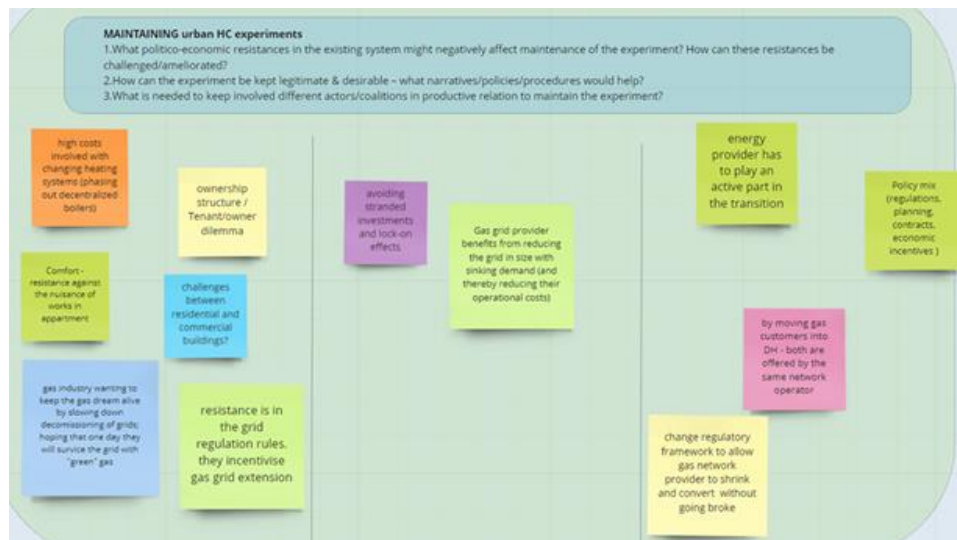 MAINTAINING urban HC experiments
1.What politico-economic resistances in the existing system might negatively affect maintenance of the experiment? How can these resistances be
challenged/ameliorated?
2.How can the experiment be kept legitimate & desirable – what narratives/policies/procedures would help?
3.What is needed to keep involved different actors/coalitions in productive relation to maintain the experiment?
high costs
involved with
changing heating
systems (phasing
out decentralized
boilers)
ownership
structure /
Tenant/owner
dilemma
Comfort -
resistance against
the nuisance of
works in
appartment
challenges
between
residential and
commercial
buildings?
gas industry wanting to
keep the gas dream alive
by slowing down
decomissioning of grids;
hoping that one day they
will survice the grid with
"green" gas
resistance is in
the grid
regulation rules.
they incentivise
gas grid extension
avoiding
stranded
investments
and lock-on
effects
Gas grid provider
benefits from reducing
the grid in size with
sinking demand (and
thereby reducing their
operational costs)
energy
provider has
to play an
active part in
the transition
Policy mix
(regulations,
planning,
contracts,
economic
incentives )
by moving gas
customers into
DH - both are
offered by the
same network
operator
change regulatory
framework to allow
gas network
provider to shrink
and convert without
going broke